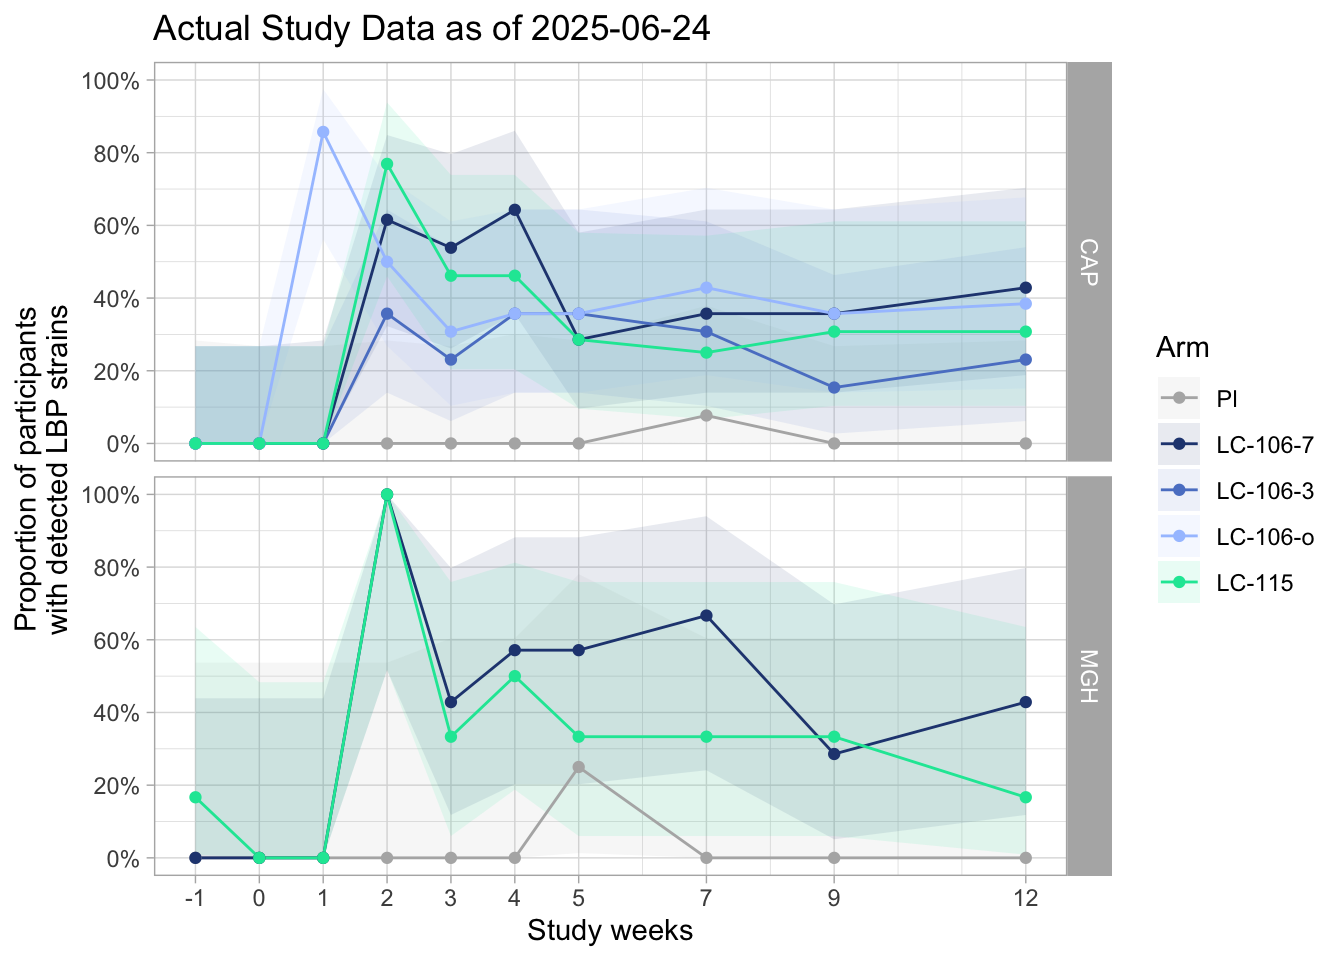 Actual Study Data as of 2025-06-24
Proportion of participants
with detected LBP strains
100%
80%
60%
40%
20%
0%
CAP
100%
80%
60%
40%
20%
0%
MGH
-1 0 1 2 3 4 5 7 9 12
Study weeks
Arm
Pl
LC-106-7
LC-106-3
LC-106-o
LC-115